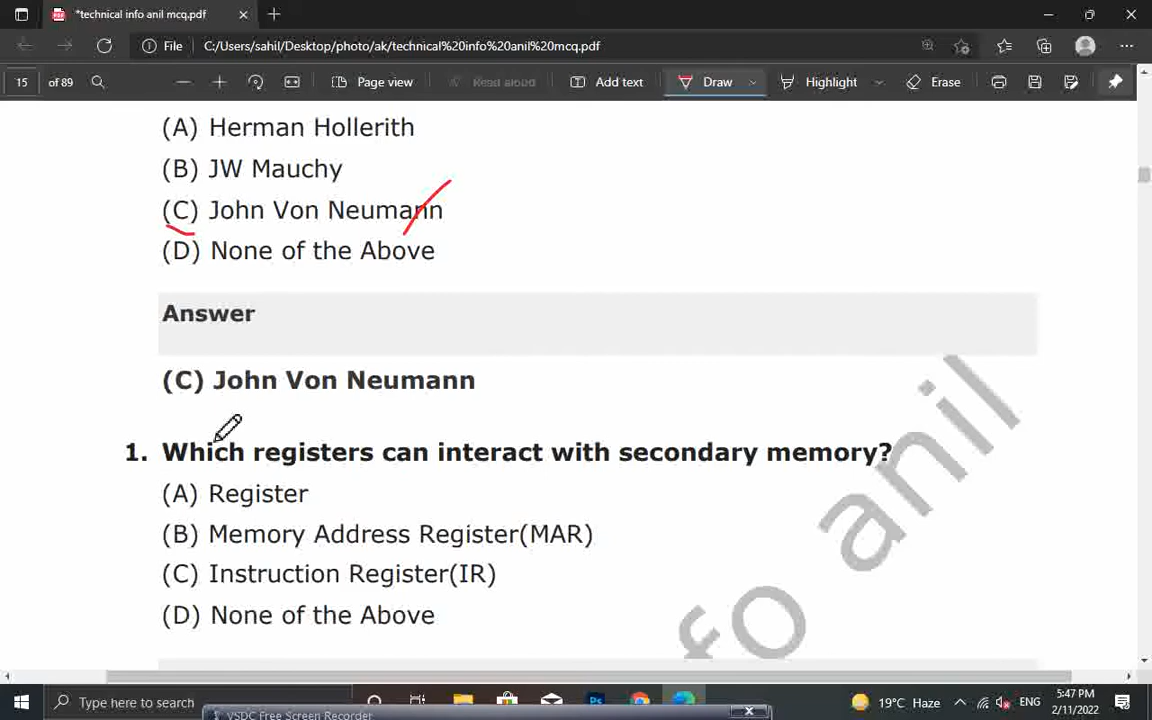 *technical info anil mcq.pdf
File C:/Users/sahil/Desktop/photo/ak/technical%20info%20anil%20mcq.pdf
15 of 89 Page view Read aloud Add text Draw Highlight Erase
(A) Herman Hollerith
(B) JW Mauchy
(C) John Von Neumann
(D) None of the Above
Answer
(C) John Von Neumann
1. Which registers can interact with secondary memory?
(A) Register
(B) Memory Address Register(MAR)
(C) Instruction Register(IR)
(D) None of the Above
fo anil
Type here to search
19°C Haze
ENG
5:47 PM
2/11/2022
VSDC Free Screen Recorder